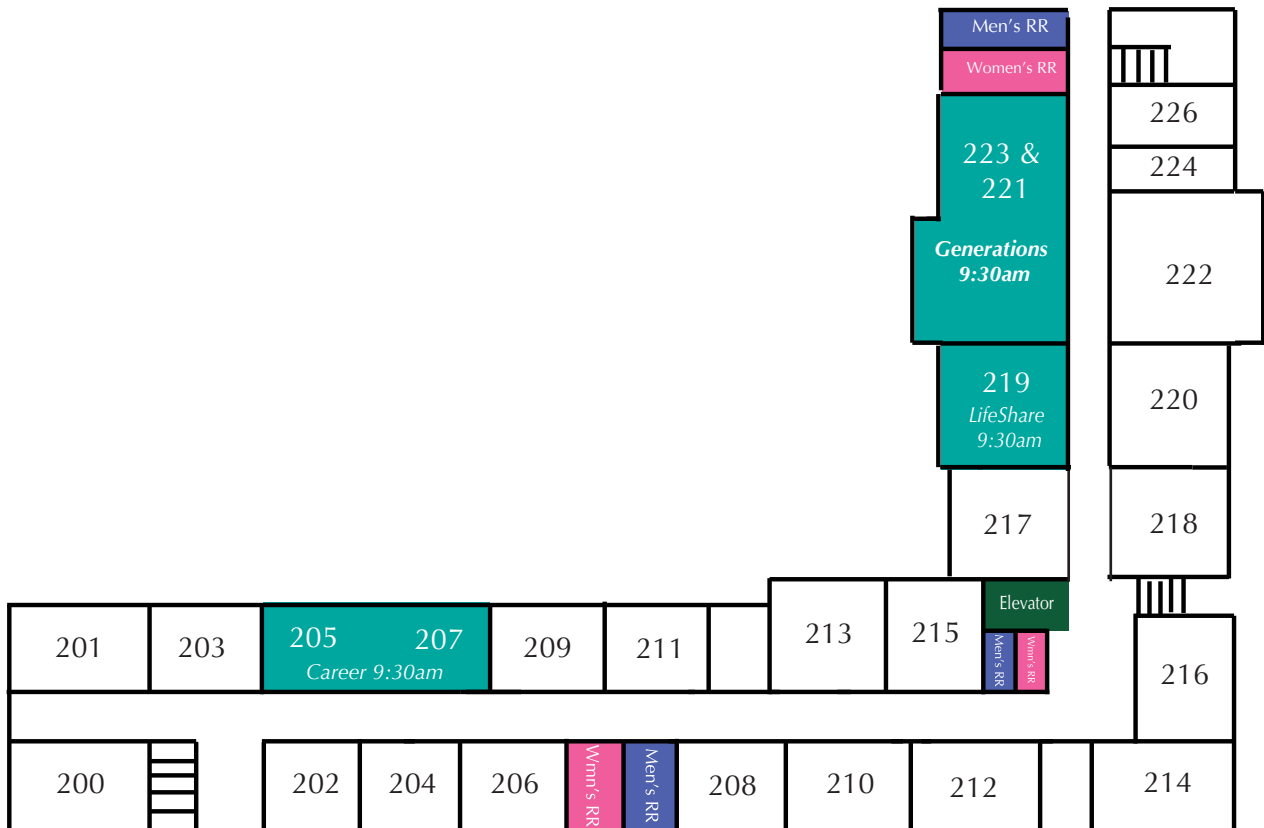 Men's RR
Women's RR
223 &
221
Generations
9:30am
226
224
222
219
LifeShare
9:30am
220
217
218
Elevator
201
203
205 207
Career 9:30am
209
211
213
215
Men's RR
Wmn's RR
216
200
202
204
206
Wmn's RR
Men's RR
208
210
212
214